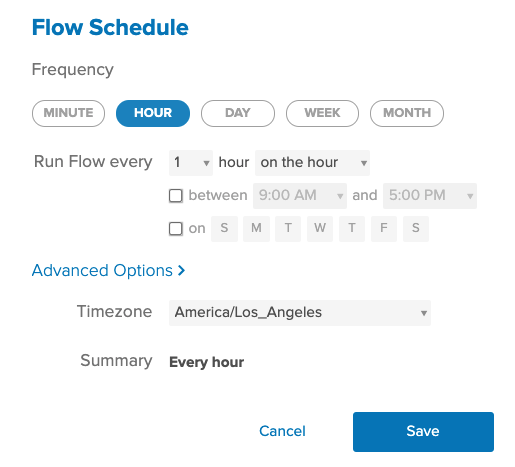 Flow Schedule
Frequency
MINUTE HOUR DAY WEEK MONTH
Run Flow every 1 hour on the hour
between 9:00 AM and 5:00 PM
on S M T W T F S
Advanced Options
Timezone America/Los_Angeles
Summary Every hour
Cancel Save